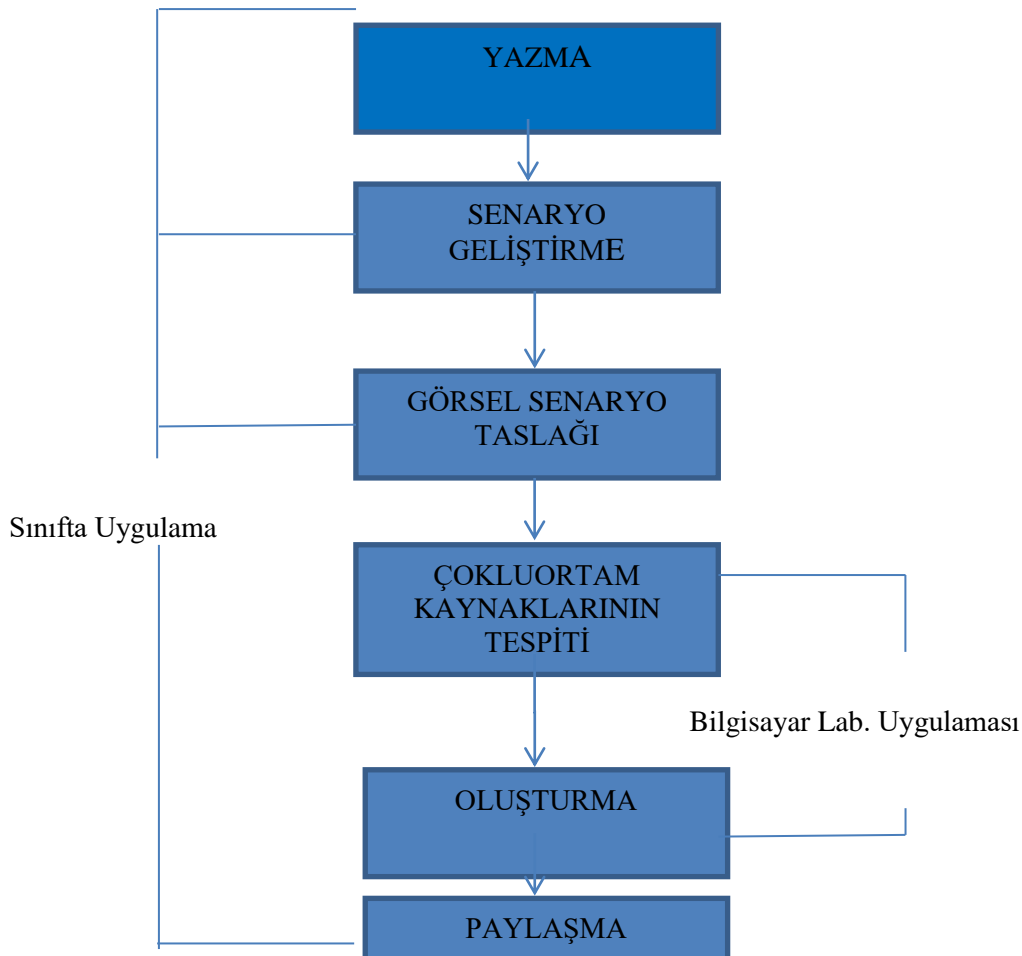 YAZMA
SENARYO
GELİŞTİRME
GÖRSEL SENARYO
TASLAĞI
Sınıfta Uygulama
ÇOKLUORTAM
KAYNAKLARININ
TESPİTİ
Bilgisayar Lab. Uygulaması
OLUŞTURMA
PAYLAŞMA